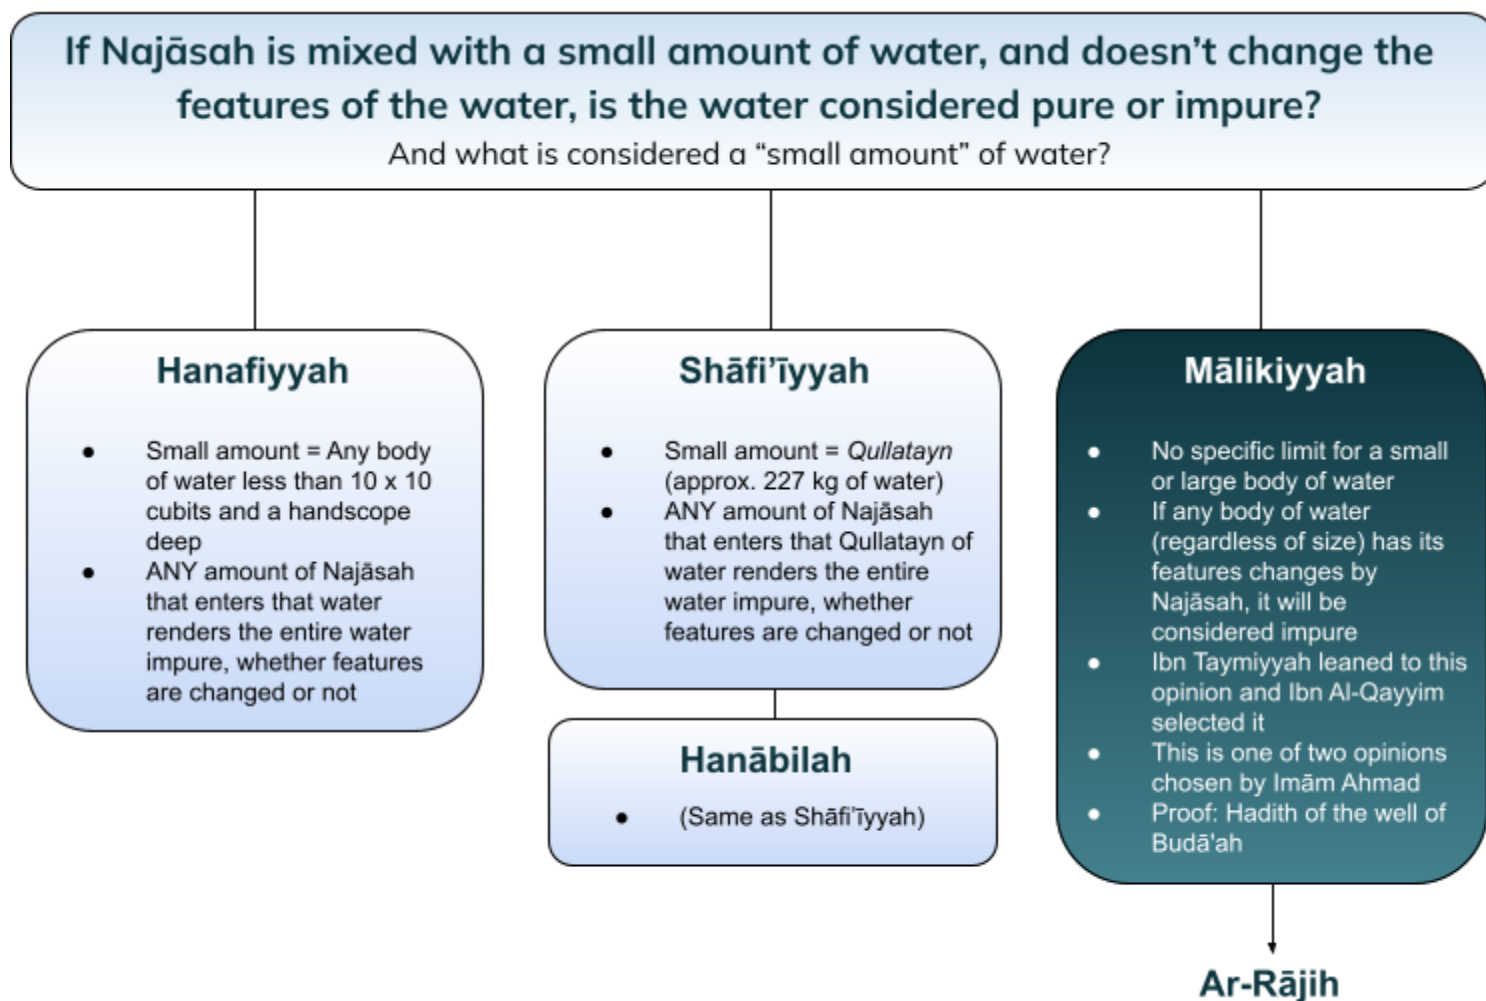 If Najāsah is mixed with a small amount of water, and doesn’t change the
features of the water, is the water considered pure or impure?
And what is considered a “small amount” of water?
Hanafiyyah
● Small amount = Any body
of water less than 10 x 10
cubits and a handscope
deep
● ANY amount of Najāsah
that enters that water
renders the entire water
impure, whether features
are changed or not
Shāfi’īyyah
● Small amount = Qullatayn
(approx. 227 kg of water)
● ANY amount of Najāsah
that enters that Qullatayn of
water renders the entire
water impure, whether
features are changed or not
Hanābilah
● (Same as Shāfi’īyyah)
Mālikiyyah
● No specific limit for a small
or large body of water
● If any body of water
(regardless of size) has its
features changes by
Najāsah, it will be
considered impure
● Ibn Taymiyyah leaned to this
opinion and Ibn Al-Qayyim
selected it
● This is one of two opinions
chosen by Imām Ahmad
● Proof: Hadith of the well of
Budā'ah
Ar-Rājih